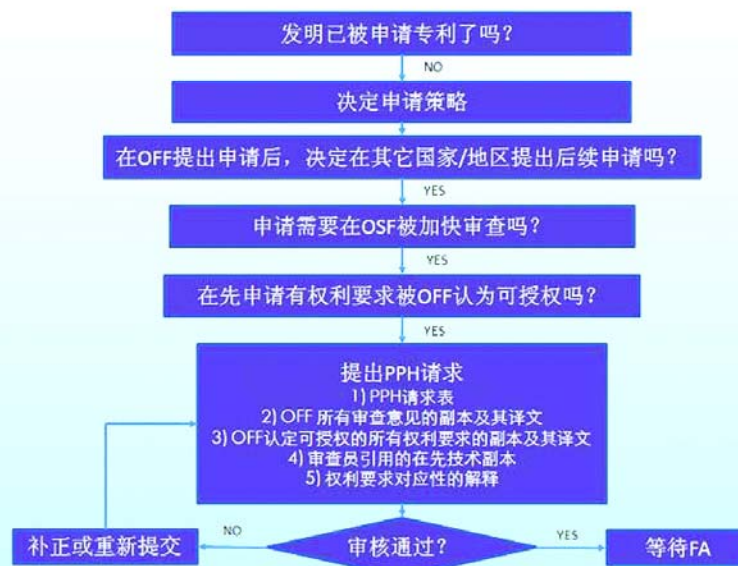 发明已被申请专利了吗？
NO
决定申请策略
在OFF提出申请后，决定在其它国家/地区提出后续申请吗？
YES
申请需要在OSF被加快审查吗？
YES
在先申请有权利要求被OFF认为可授权吗？
YES
提出PPH请求
1) PPH请求表
2) OFF 所有审查意见的副本及其译文
3) OFF认定可授权的所有权利要求的副本及其译文
4) 审查员引用的在先技术副本
5) 权利要求对应性的解释
补正或重新提交
NO
审核通过？
YES
等待FA